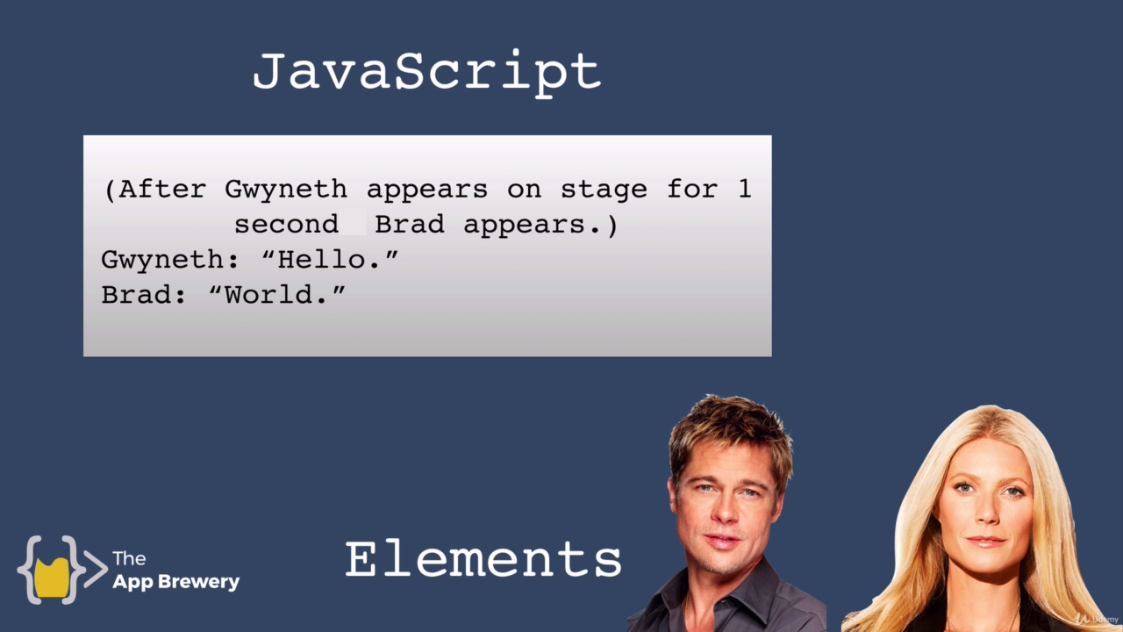 JavaScript
(After Gwyneth appears on stage for 1
second Brad appears.)
Gwyneth: “Hello.”
Brad: “World.”
Elements
The
App Brewery
Udemy